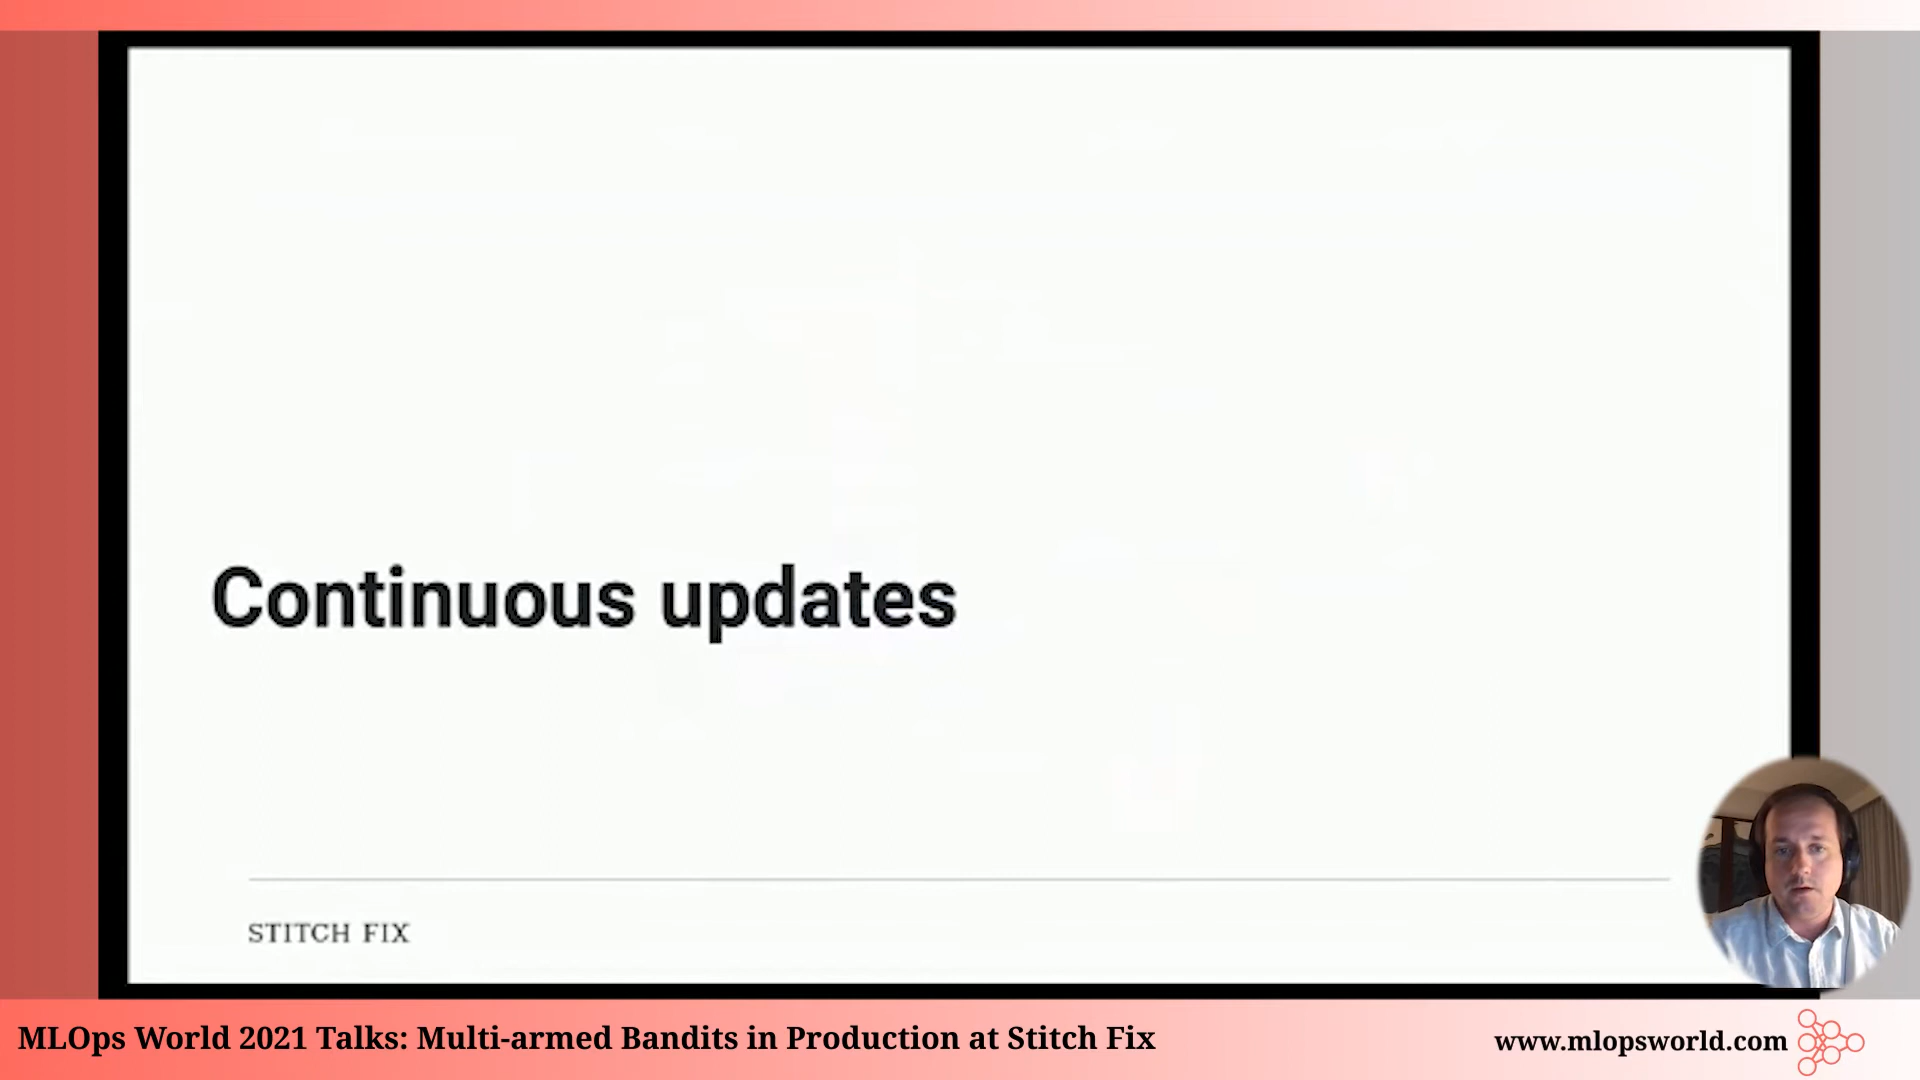 Continuous updates
STITCH FIX
MLOps World 2021 Talks: Multi-armed Bandits in Production at Stitch Fix
www.mlopsworld.com